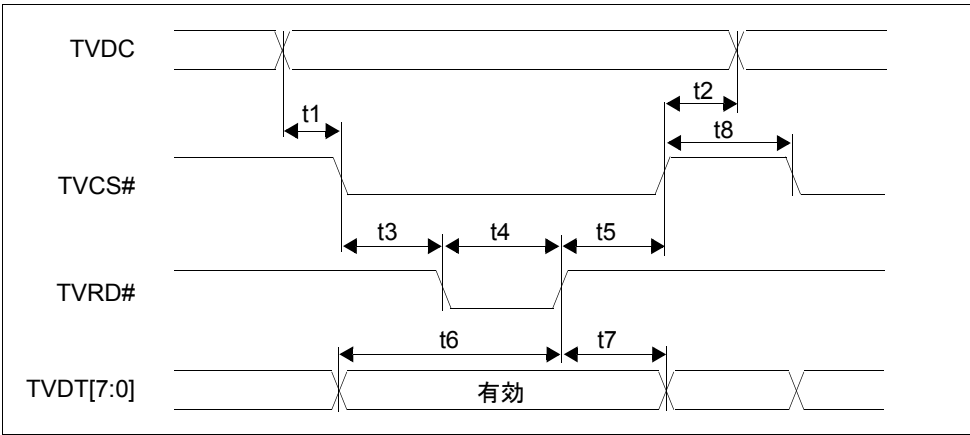 TVDC
t1
t2
t8
TVCS#
t3 t4 t5
TVRD#
t6 t7
TVDT[7:0]
有効